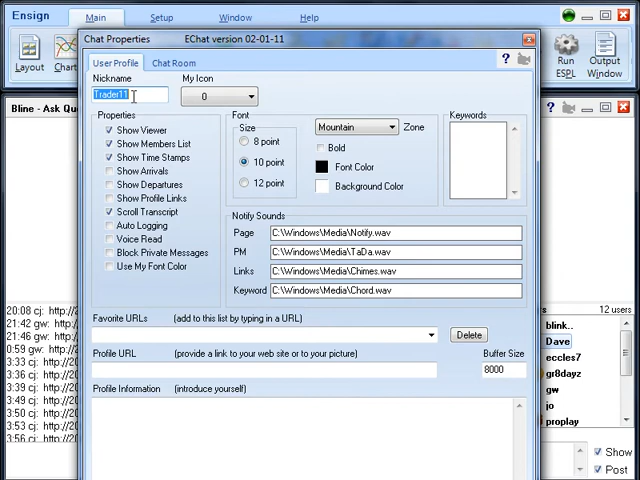 Ensign
Main
Setup
Window
Help
Layout
Chart
Run
ESPL
Output
Window
Chat Properties
EChat version 02-01-11
User Profile
Chat Room
Nickname
My Icon
Trader11
0
Properties
Show Viewer
Show Members List
Show Time Stamps
Show Arrivals
Show Departures
Show Profile Links
Scroll Transcript
Auto Logging
Voice Read
Block Private Messages
Use My Font Color
Font
Size
8 point
10 point
12 point
Mountain
Zone
Bold
Font Color
Background Color
Keywords
Notify Sounds
Page
C:\Windows\Media\Notify.wav
PM
C:\Windows\Media\TaDa.wav
Links
C:\Windows\Media\Chimes.wav
Keyword
C:\Windows\Media\Chord.wav
Favorite URLs
(add to this list by typing in a URL)
Delete
Profile URL
(provide a link to your web site or to your picture)
Buffer Size
8000
Profile Information
(introduce yourself)
Bline - Ask Qu
20:08 cj: http://
21:42 gw: http:/
21:46 gw: http:/
0:59 fw: http://20
3:33 cj: http://20
3:36 cj: http://20
3:39 cj: http://20
3:49 cj: http://20
3:50 cj: http://20
3:53 cj: http://20
3:56 cj: http://20
12 users
blink..
Dave
eccles7
gr8dayz
gw
jo
proplay
Show
Post